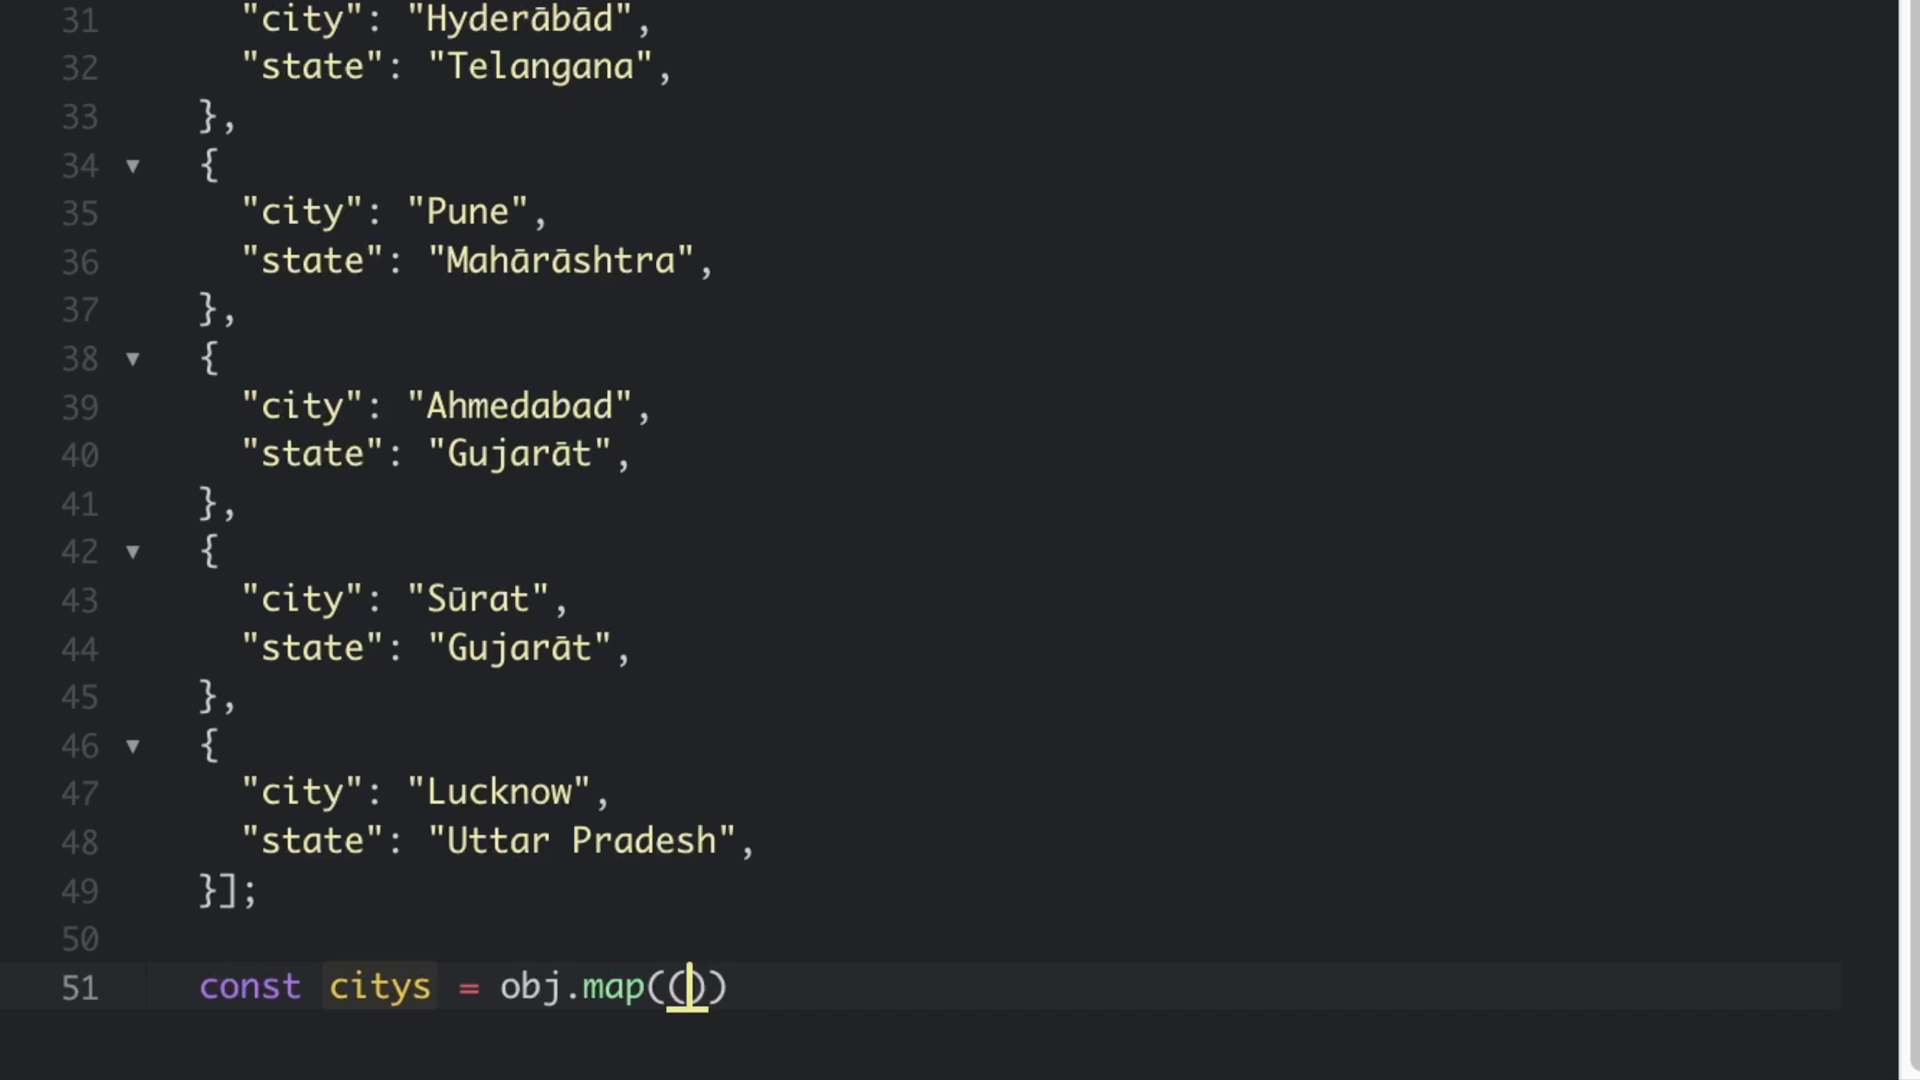 31 "city": "Hyderābād",
32 "state": "Telangana",
33 },
34 ▼ {
35 "city": "Pune",
36 "state": "Mahārāshtra",
37 },
38 ▼ {
39 "city": "Ahmedabad",
40 "state": "Gujarāt",
41 },
42 ▼ {
43 "city": "Sūrat",
44 "state": "Gujarāt",
45 },
46 ▼ {
47 "city": "Lucknow",
48 "state": "Uttar Pradesh",
49 }];
50
51 const citys = obj.map(())